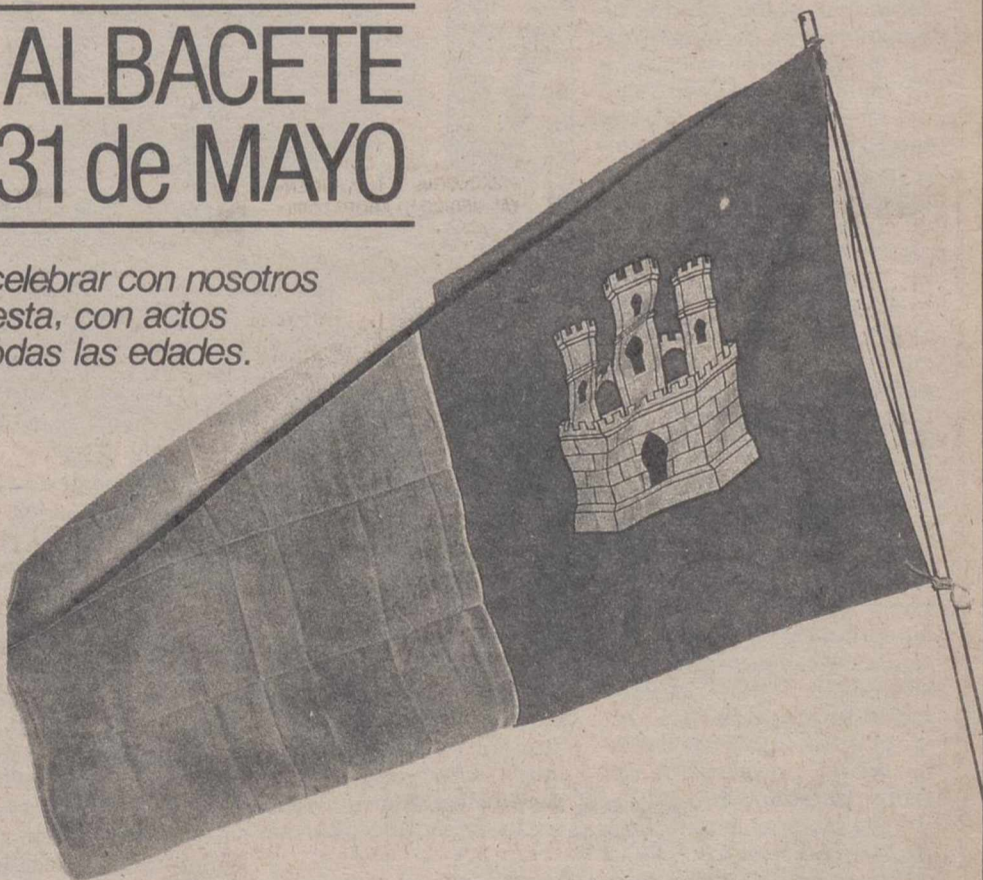 ALBACETE
31 de MAYO
celebrar con nosotros
esta, con actos
odas las edades.